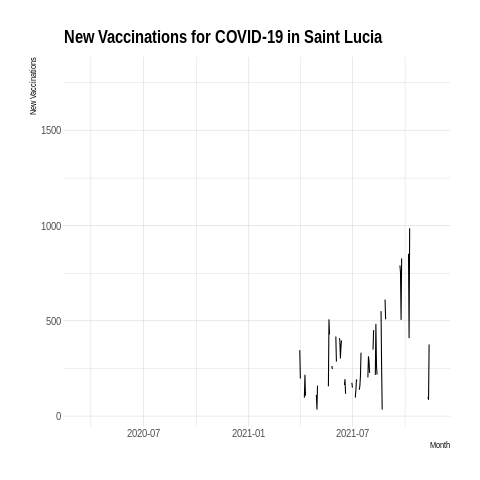 New Vaccinations for COVID-19 in Saint Lucia
New Vaccinations
1500
1000
500
0
2020-07 2021-01 2021-07
Month